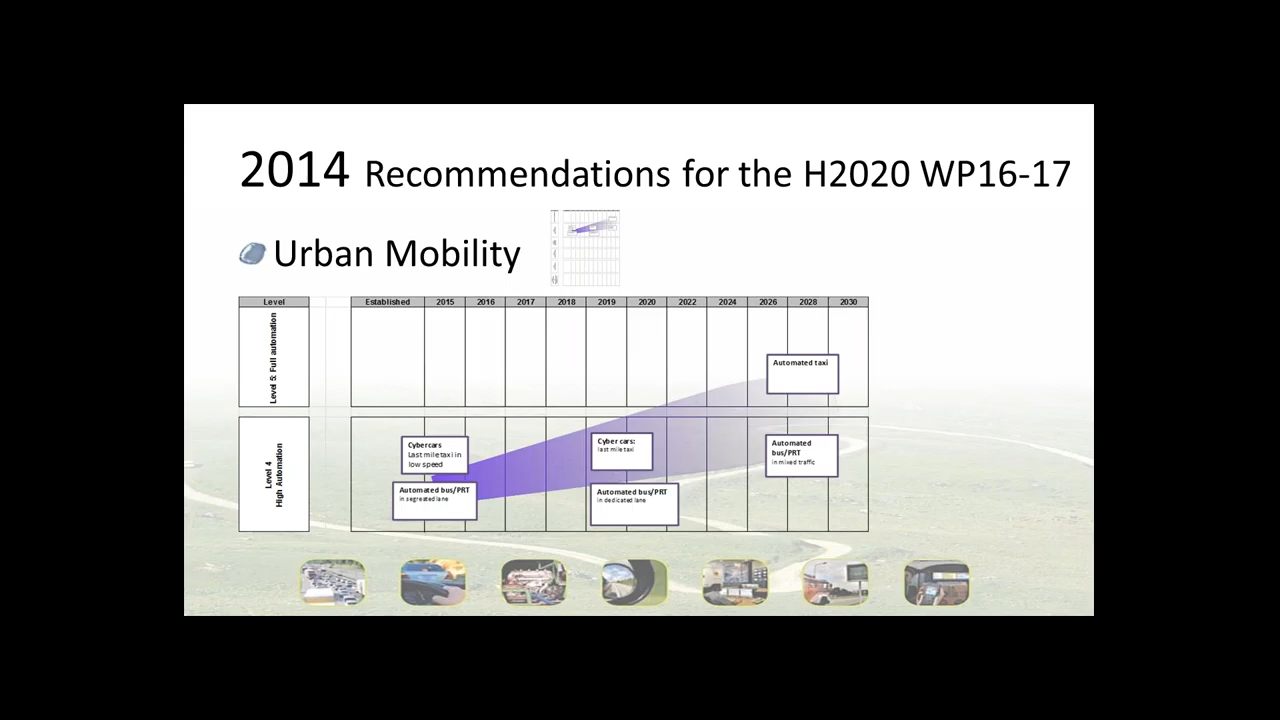 2014 Recommendations for the H2020 WP16-17
Urban Mobility
Level Established 2015 2016 2017 2018 2019 2020 2022 2024 2026 2028 2030
Level 5: Full automation
Automated taxi
Level 4
High Automation
Cybercars
Last mile taxi in
low speed
Automated bus/PRT
in segreated lane
Cyber cars:
last mile taxi
Automated bus/PRT
in dedicated lane
Automated
bus/PRT
in mixed traffic